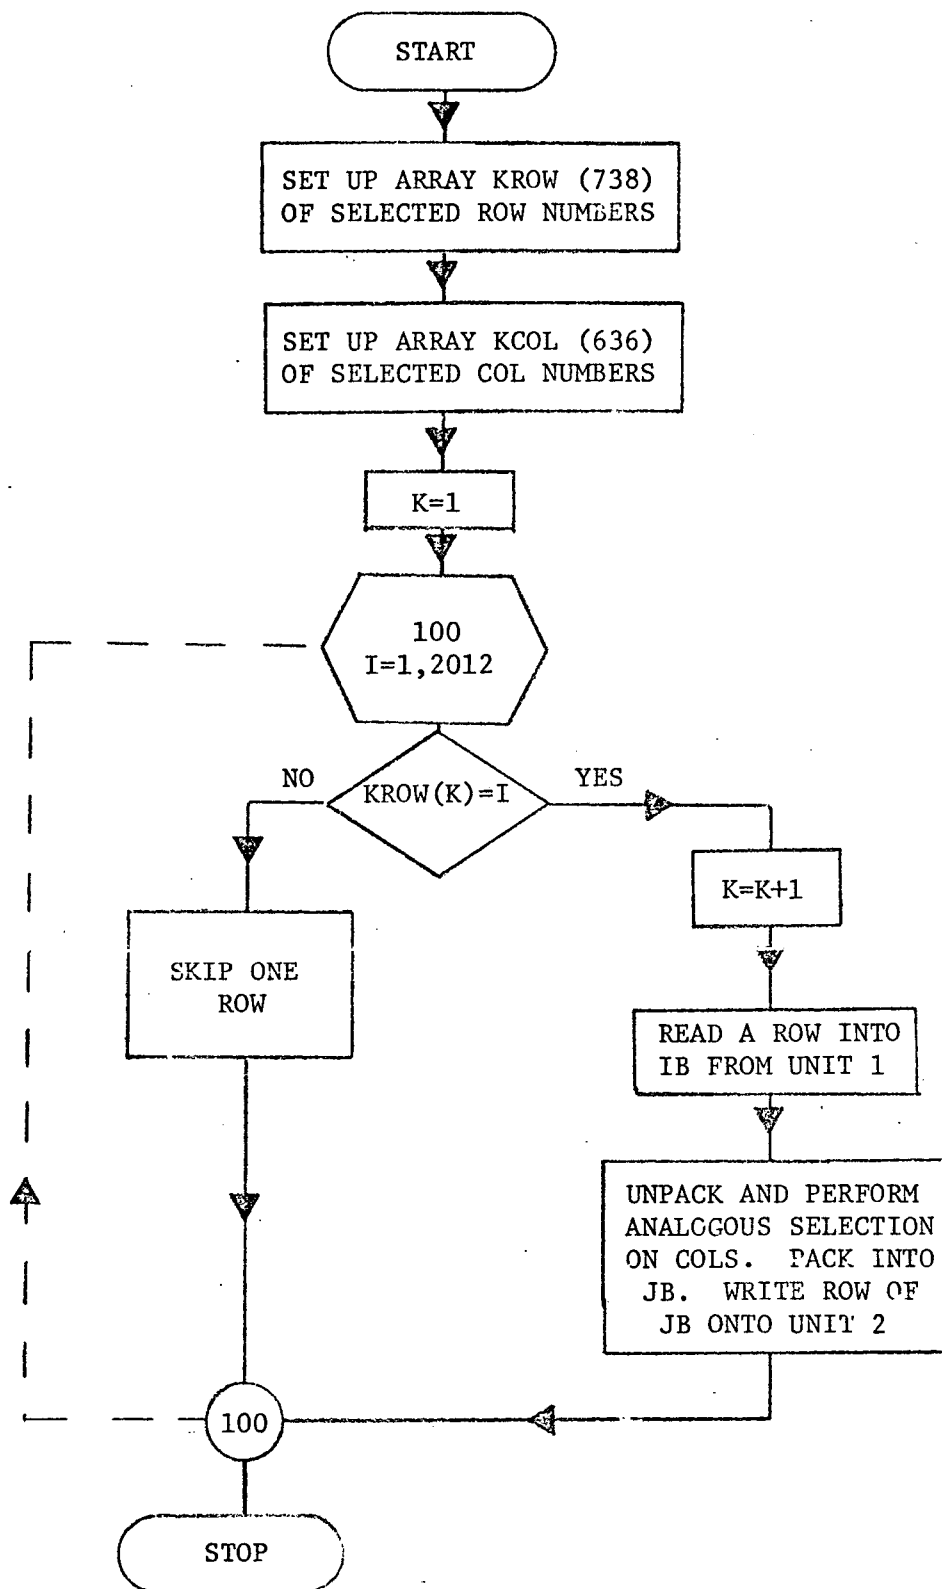 START
SET UP ARRAY KROW (738)
OF SELECTED ROW NUMBERS
SET UP ARRAY KCOL (636)
OF SELECTED COL NUMBERS
K=1
100
I=1,2012
KROW(K)=I
NO
YES
K=K+1
SKIP ONE
ROW
READ A ROW INTO
IB FROM UNIT 1
UNPACK AND PERFORM
ANALOGOUS SELECTION
ON COLS. PACK INTO
JB. WRITE ROW OF
JB ONTO UNIT 2
100
STOP